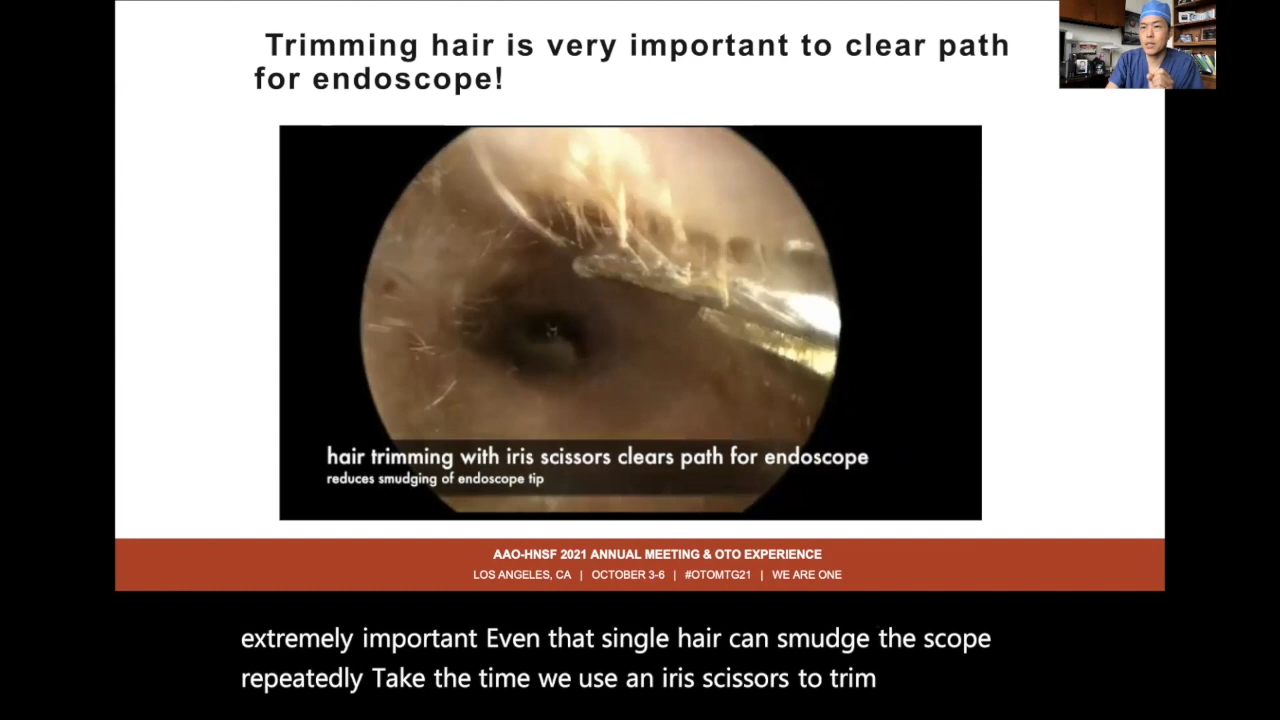 Trimming hair is very important to clear path
for endoscope!
hair trimming with iris scissors clears path for endoscope
reduces smudging of endoscope tip
AAO-HNSF 2021 ANNUAL MEETING & OTO EXPERIENCE
LOS ANGELES, CA | OCTOBER 3-6 | #OTOMTG21 | WE ARE ONE
extremely important Even that single hair can smudge the scope
repeatedly Take the time we use an iris scissors to trim